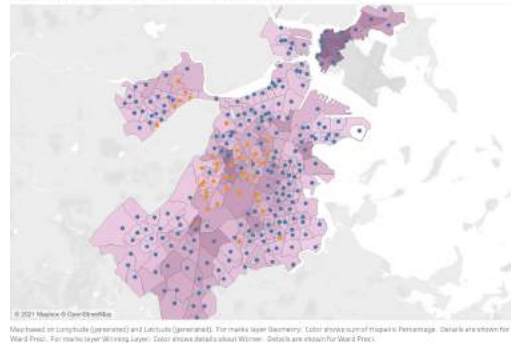 © 2021 Mapbox © OpenStreetMap
Map based on Longitude (generated) and Latitude (generated). For marks layer Geometry: Color shows sum of Hispanic Percentage. Details are shown for
Ward Prect. For marks layer Winning Layer: Color shows details about Winner. Details are shown for Ward Prect.